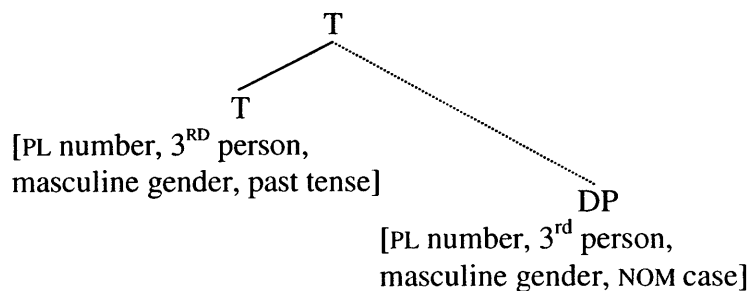 T
T
[PL number, 3RD person,
masculine gender, past tense]
DP
[PL number, 3rd person,
masculine gender, NOM case]